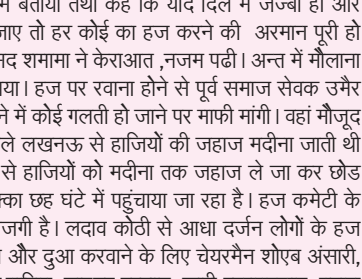 में बताया तथा कहे कि यदि दिल में जज्बा हो और
जाए तो हर कोई का हज करने की अरमान पूरी हो
मद शमामा ने केराआत ,नजम पढी। अन्त में मौलाना
गया। हज पर रवाना होने से पूर्व समाज सेवक उमैर
ने में कोई गलती हो जाने पर माफी मांगी। वहां मौजूद
ले लखनऊ से हाजियों की जहाज मदीना जाती थी
से हाजियों को मदीना तक जहाज ले जा कर छोड
क्का छह घंटे में पहुंचाया जा रहा है। हज कमेटी के
जगी है। लदाव कोठी से आधा दर्जन लोगों के हज
और दुआ करवाने के लिए चेयरमैन शोएब अंसारी,